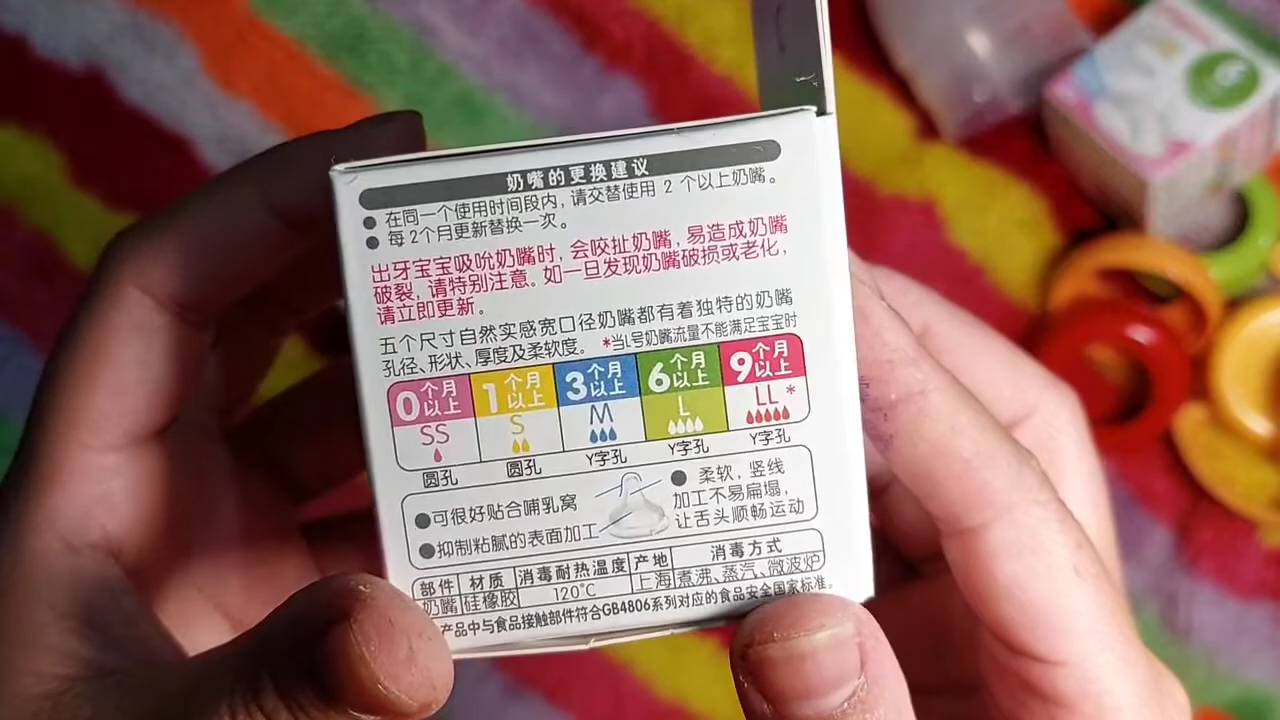 奶嘴的更换建议
● 在同一个使用时间段内，请交替使用 2 个以上奶嘴。
● 每2个月更新替换一次。
出牙宝宝吸吮奶嘴时，会咬扯奶嘴，易造成奶嘴
破裂，请特别注意。如一旦发现奶嘴破损或老化，
请立即更新。
五个尺寸自然实感宽口径奶嘴都有着独特的奶嘴
孔径、形状、厚度及柔软度。 *当L号奶嘴流量不能满足宝宝时
0个月以上 1个月以上 3个月以上 6个月以上 9个月以上
SS S M L LL *
圆孔 圆孔 Y字孔 Y字孔 Y字孔
●可很好贴合哺乳窝
●抑制粘腻的表面加工
● 柔软，竖线
加工不易扁塌，
让舌头顺畅运动
部件 材质 消毒耐热温度 产地 消毒方式
奶嘴 硅橡胶 120°C 上海 煮沸、蒸汽、微波炉
产品中与食品接触部件符合GB4806系列对应的食品安全国家标准。